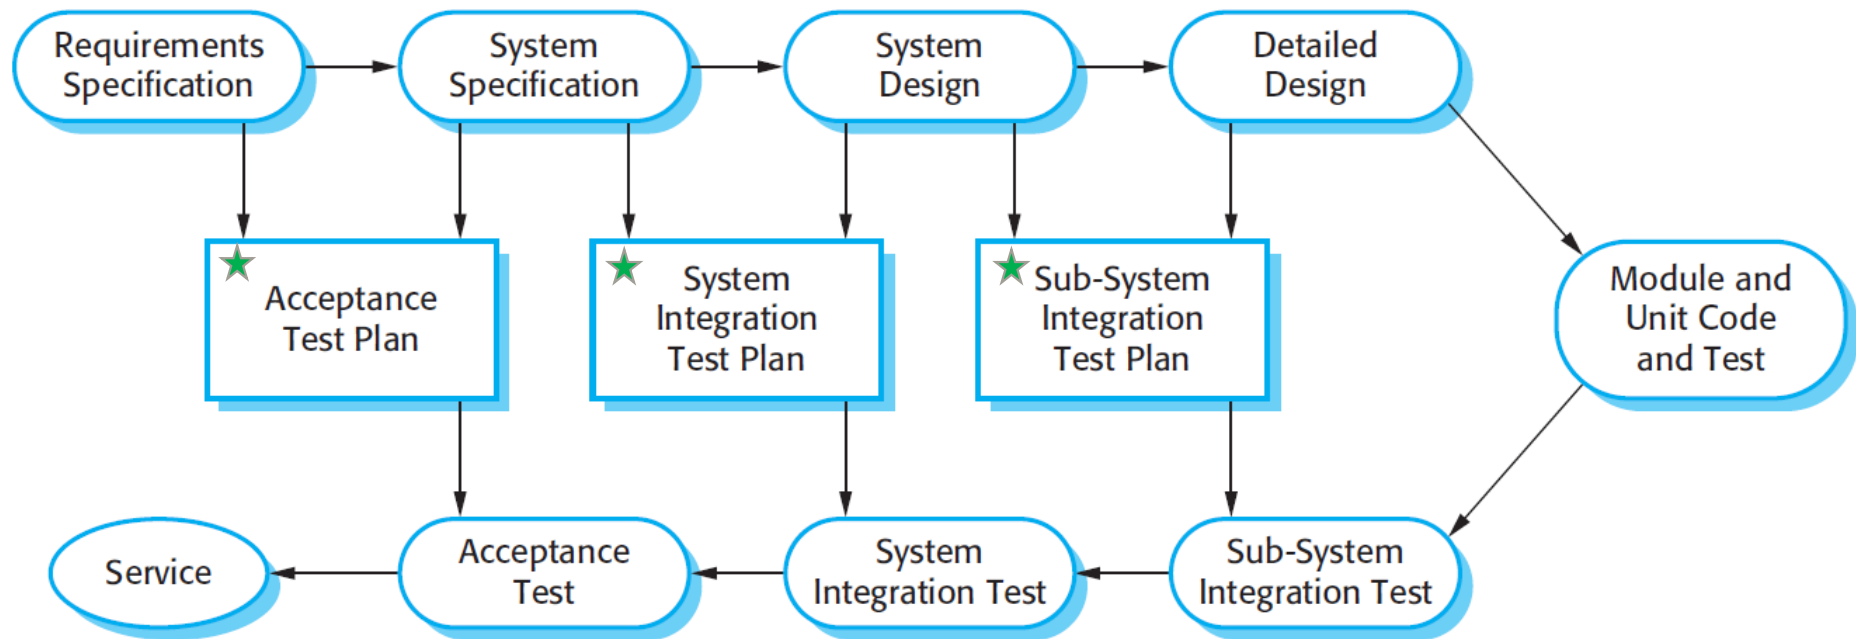 Requirements
Specification
System
Specification
System
Design
Detailed
Design
Acceptance
Test Plan
System
Integration
Test Plan
Sub-System
Integration
Test Plan
Module and
Unit Code
and Test
Service
Acceptance
Test
System
Integration Test
Sub-System
Integration Test